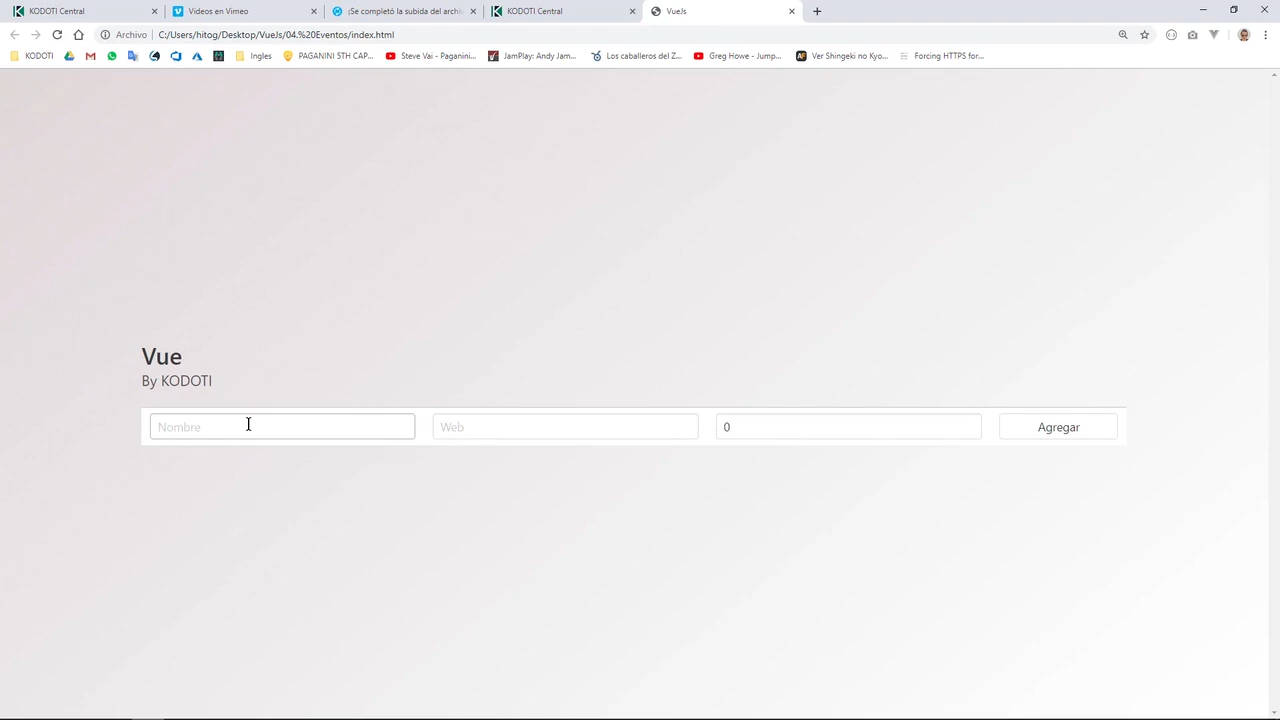 KODOTI Central
Videos en Vimeo
¡Se completó la subida del archi
KODOTI Central
VueJs
Archivo C:/Users/hitog/Desktop/VueJs/04.%20Eventos/index.html
KODOTI Ingles PAGANINI 5TH CAP... Steve Vai - Paganini... JamPlay: Andy Jam... Los caballeros del Z... Greg Howe - Jump... Ver Shingeki no Kyo... Forcing HTTPS for...
Vue
By KODOTI
Nombre Web 0 Agregar